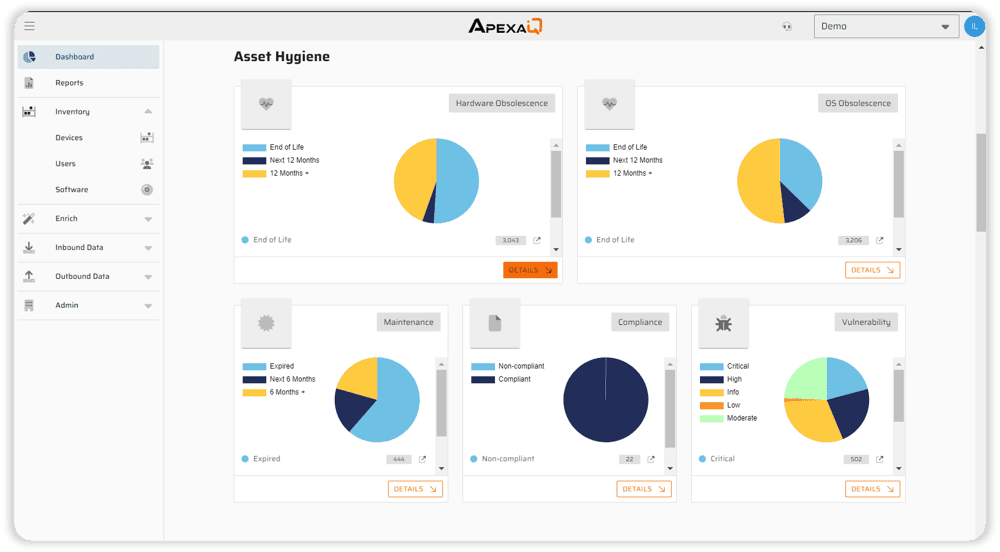 APEXAIQ
Demo
IL
Dashboard
Reports
Inventory
Devices
Users
Software
Enrich
Inbound Data
Outbound Data
Admin
Asset Hygiene
Hardware Obsolescence
End of Life
Next 12 Months
12 Months +
End of Life
3,043
DETAILS
OS Obsolescence
End of Life
Next 12 Months
12 Months +
End of Life
3,206
DETAILS
Maintenance
Expired
Next 6 Months
6 Months +
Expired
444
DETAILS
Compliance
Non-compliant
Compliant
Non-compliant
22
DETAILS
Vulnerability
Critical
High
Info
Low
Moderate
Critical
502
DETAILS